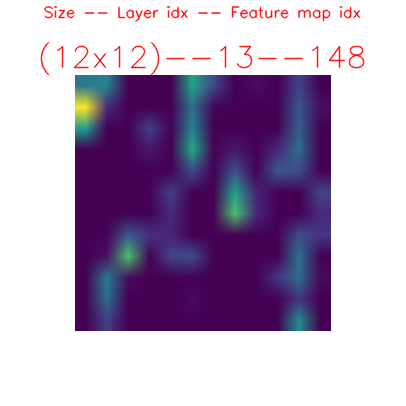 Size -- Layer idx -- Feature map idx
(12x12)--13--148